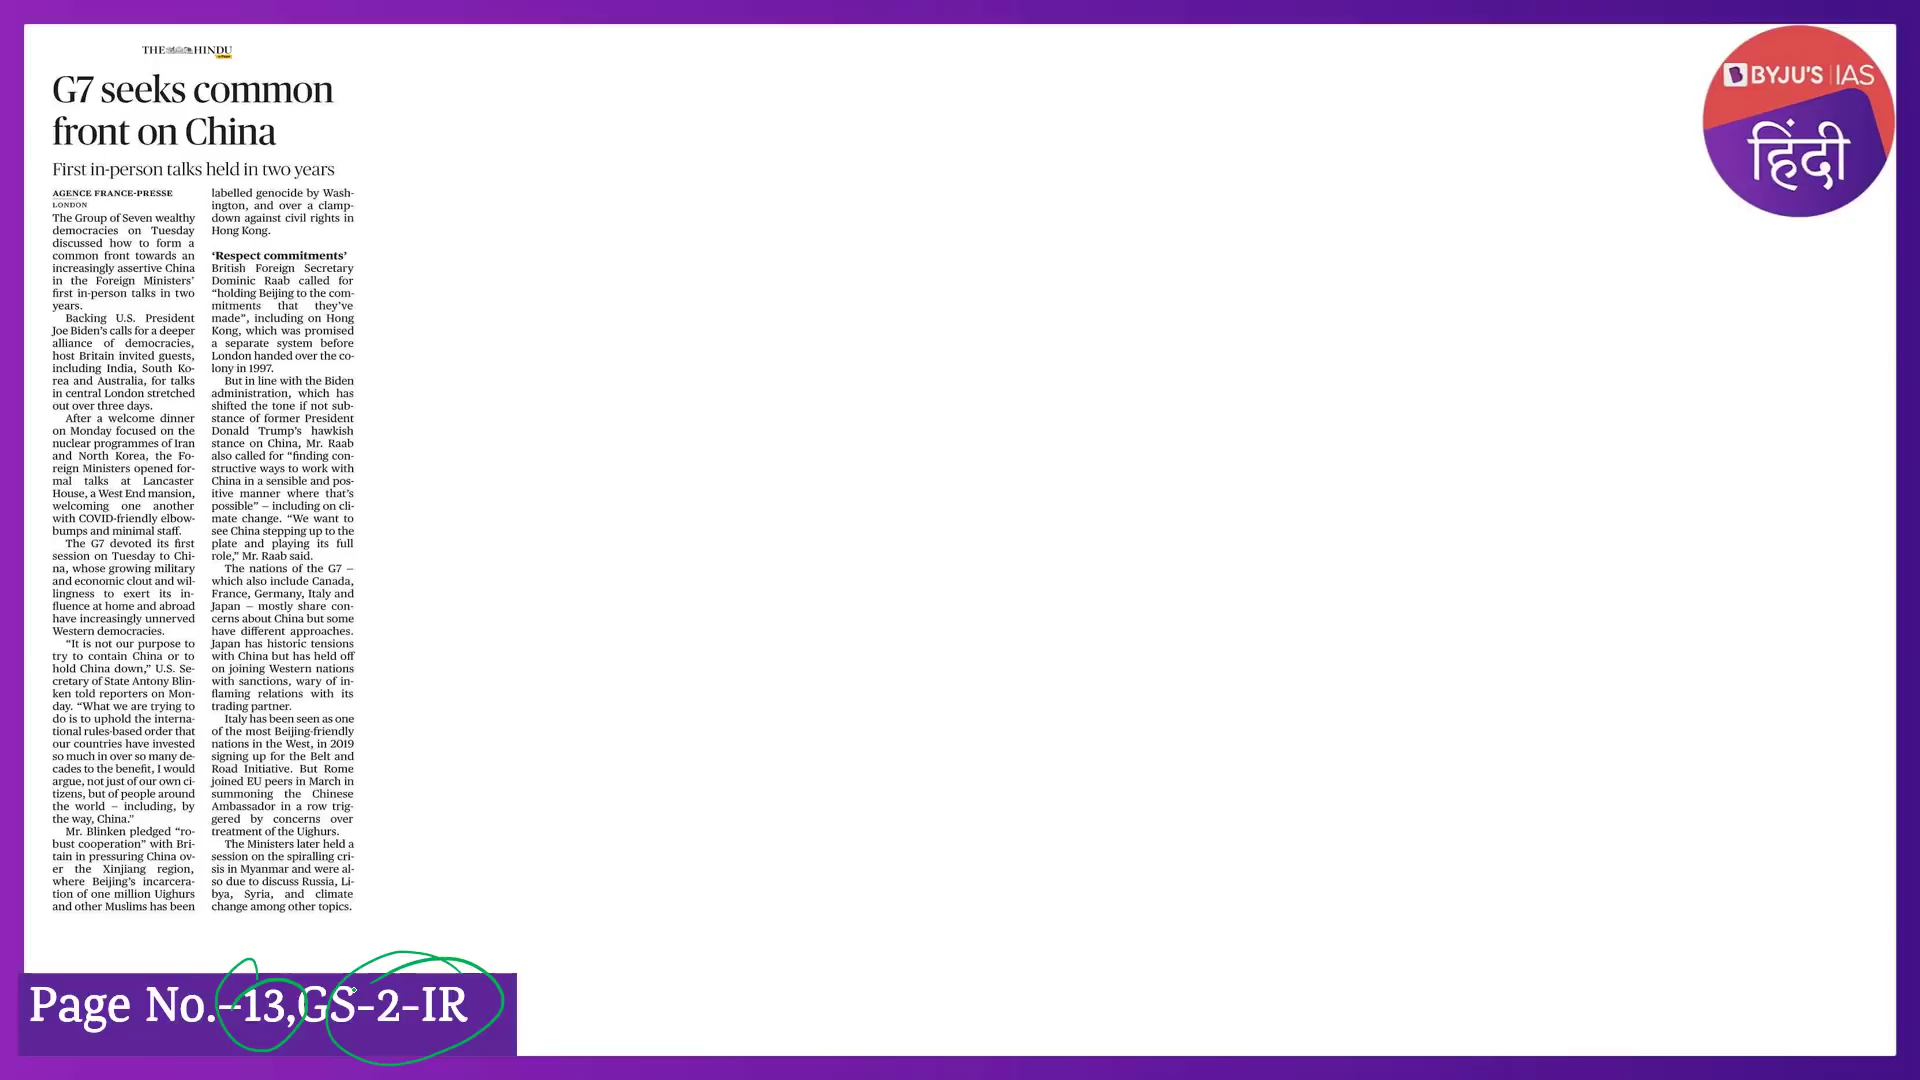 THE HINDU
G7 seeks common
front on China
First in-person talks held in two years
AGENCE FRANCE-PRESSE
LONDON
The Group of Seven wealthy
democracies on Tuesday
discussed how to form a
common front towards an
increasingly assertive China
in the Foreign Ministers'
first in-person talks in two
years.
Backing U.S. President
Joe Biden's calls for a deeper
alliance of democracies,
host Britain invited guests,
including India, South Ko-
rea and Australia, for talks
in central London stretched
out over three days.
After a welcome dinner
on Monday focused on the
nuclear programmes of Iran
and North Korea, the Fo-
reign Ministers opened for-
mal talks at Lancaster
House, a West End mansion,
welcoming one another
with COVID-friendly elbow-
bumps and minimal staff.
The G7 devoted its first
session on Tuesday to Chi-
na, whose growing military
and economic clout and wil-
lingness to exert its in-
fluence at home and abroad
have increasingly unnerved
Western democracies.
“It is not our purpose to
try to contain China or to
hold China down,” U.S. Se-
cretary of State Antony Blin-
ken told reporters on Mon-
day. “What we are trying to
do is to uphold the interna-
tional rules-based order that
our countries have invested
so much in over so many de-
cades to the benefit, I would
argue, not just of our own ci-
tizens, but of people around
the world – including, by
the way, China.”
Mr. Blinken pledged “ro-
bust cooperation” with Bri-
tain in pressuring China ov-
er the Xinjiang region,
where Beijing's incarcera-
tion of one million Uighurs
and other Muslims has been
labelled genocide by Wash-
ington, and over a clamp-
down against civil rights in
Hong Kong.
‘Respect commitments’
British Foreign Secretary
Dominic Raab called for
“holding Beijing to the com-
mitments that they've
made”, including on Hong
Kong, which was promised
a separate system before
London handed over the co-
lony in 1997.
But in line with the Biden
administration, which has
shifted the tone if not sub-
stance of former President
Donald Trump's hawkish
stance on China, Mr. Raab
also called for “finding con-
structive ways to work with
China in a sensible and pos-
itive manner where that's
possible” – including on cli-
mate change. “We want to
see China stepping up to the
plate and playing its full
role,” Mr. Raab said.
The nations of the G7 –
which also include Canada,
France, Germany, Italy and
Japan – mostly share con-
cerns about China but some
have different approaches.
Japan has historic tensions
with China but has held off
on joining Western nations
with sanctions, wary of in-
flaming relations with its
trading partner.
Italy has been seen as one
of the most Beijing-friendly
nations in the West, in 2019
signing up for the Belt and
Road Initiative. But Rome
joined EU peers in March in
summoning the Chinese
Ambassador in a row trig-
gered by concerns over
treatment of the Uighurs.
The Ministers later held a
session on the spiralling cri-
sis in Myanmar and were al-
so due to discuss Russia, Li-
bya, Syria, and climate
change among other topics.
BYJU'S IAS
हिंदी
Page No.–13,GS-2-IR